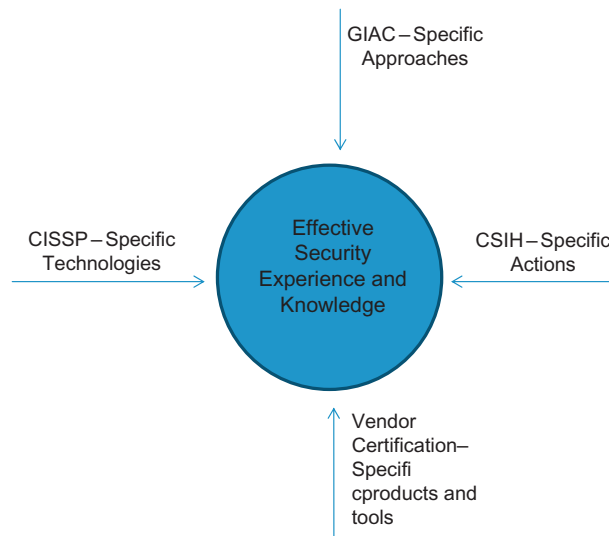 GIAC – Specific
Approaches
CISSP – Specific
Technologies
Effective
Security
Experience and
Knowledge
CSIH – Specific
Actions
Vendor
Certification–
Specifi
cproducts and
tools